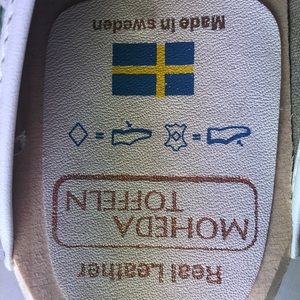 Real Leather
MOHEDA
TOFFELN
Made in sweden